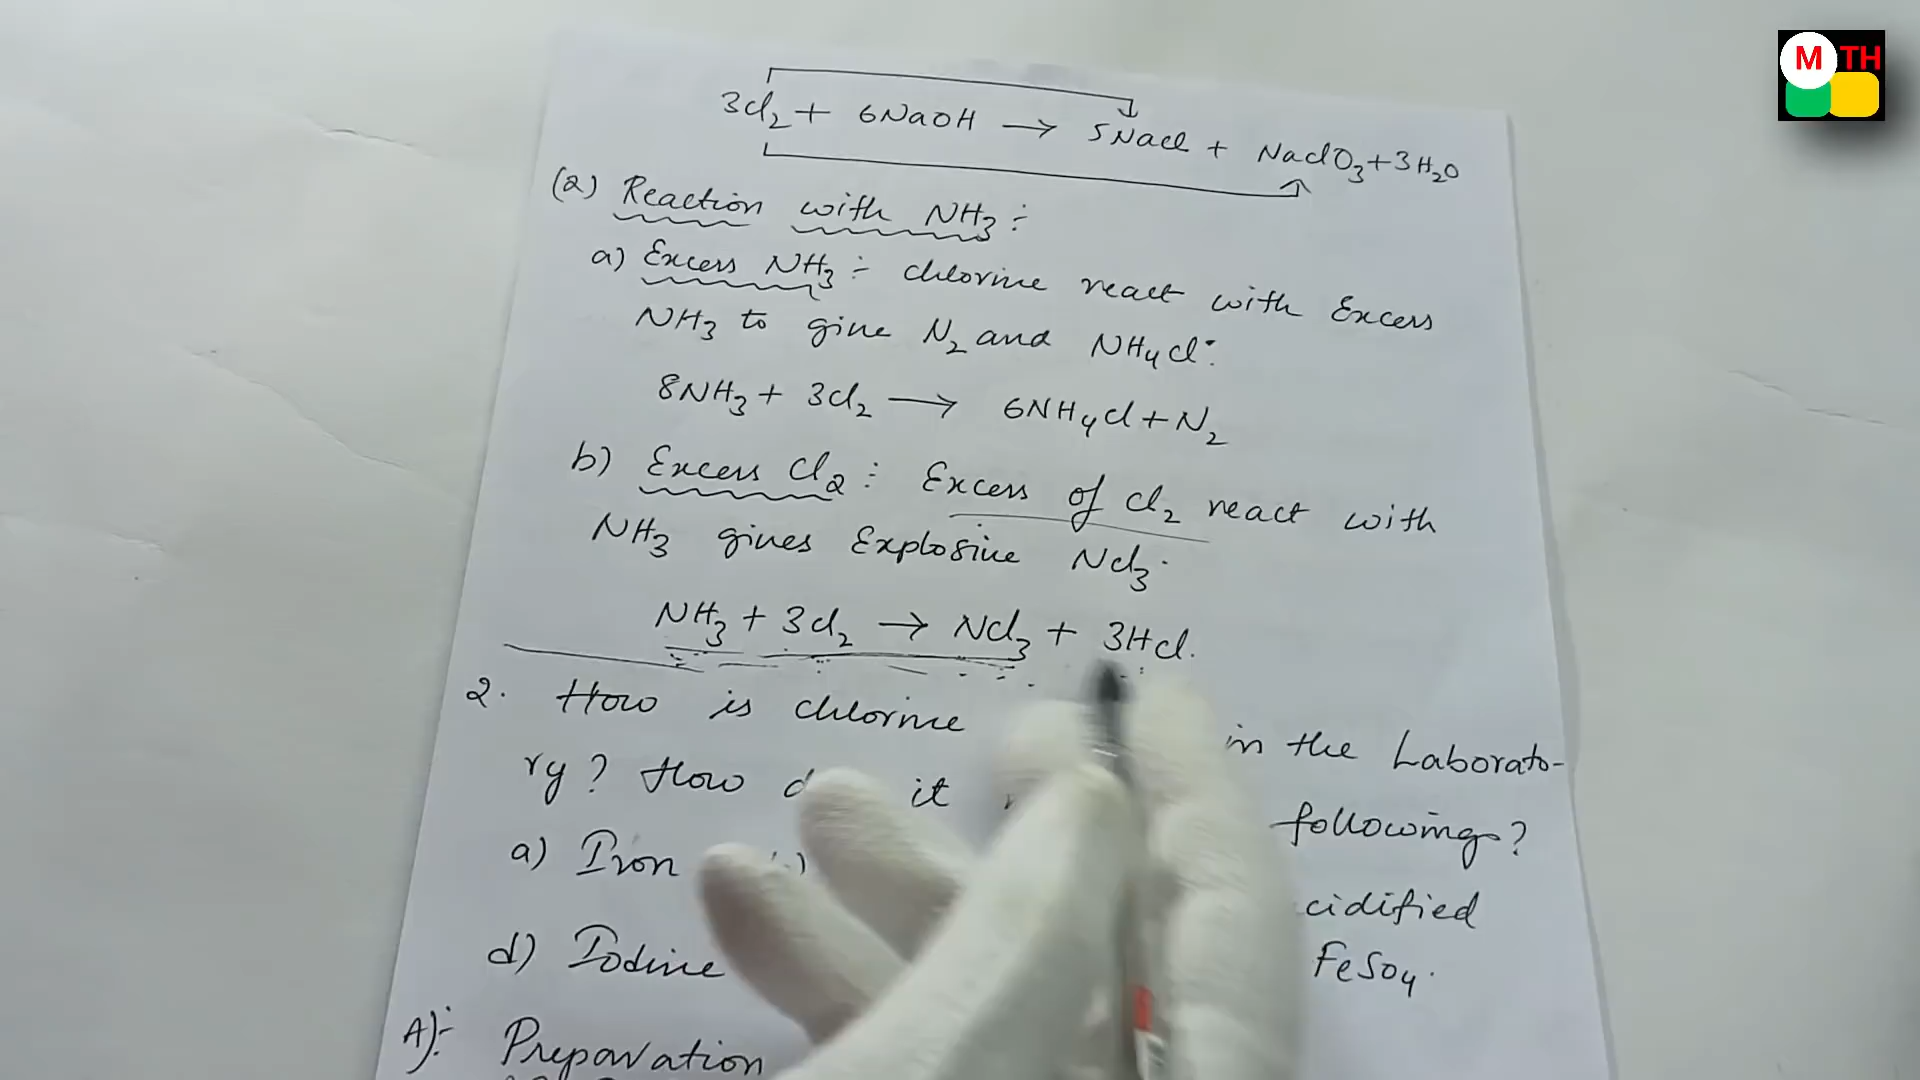 M TH
3Cl2 + 6NaOH → 5NaCl + NaClO3 + 3H2O
(2) Reaction with NH3 :-
a) Excess NH3 :- chlorine react with Excess
NH3 to give N2 and NH4Cl.
8NH3 + 3Cl2 → 6NH4Cl + N2
b) Excess Cl2 : Excess of Cl2 react with
NH3 gives Explosive NCl3.
NH3 + 3Cl2 → NCl3 + 3HCl.
2. How is chlorine in the Laborato-
ry? How it followings?
a) Iron cidified
d) Iodine FeSO4.
A):- Preparation